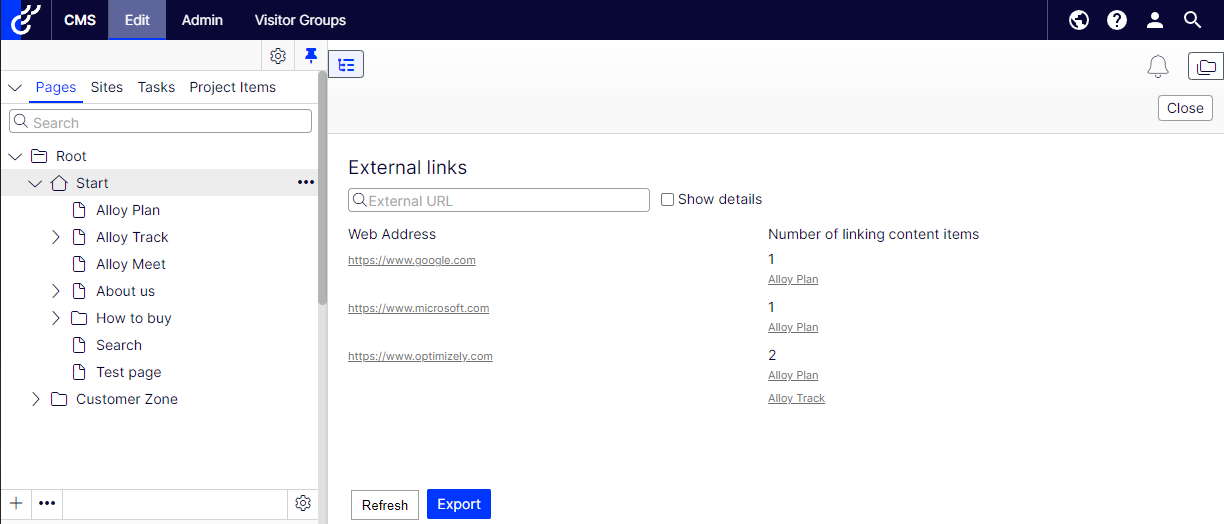 CMS Edit Admin Visitor Groups
Pages Sites Tasks Project Items
Search
Root
Start
Alloy Plan
Alloy Track
Alloy Meet
About us
How to buy
Search
Test page
Customer Zone
Close
External links
External URL Show details
Web Address Number of linking content items
https://www.google.com 1
Alloy Plan
https://www.microsoft.com 1
Alloy Plan
https://www.optimizely.com 2
Alloy Plan
Alloy Track
Refresh Export